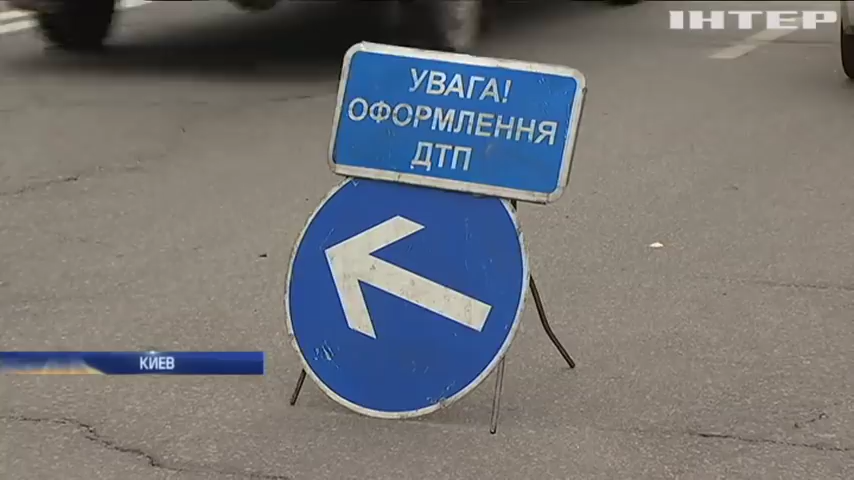 ІНТЕР
УВАГА!
ОФОРМЛЕННЯ
ДТП
КИЕВ